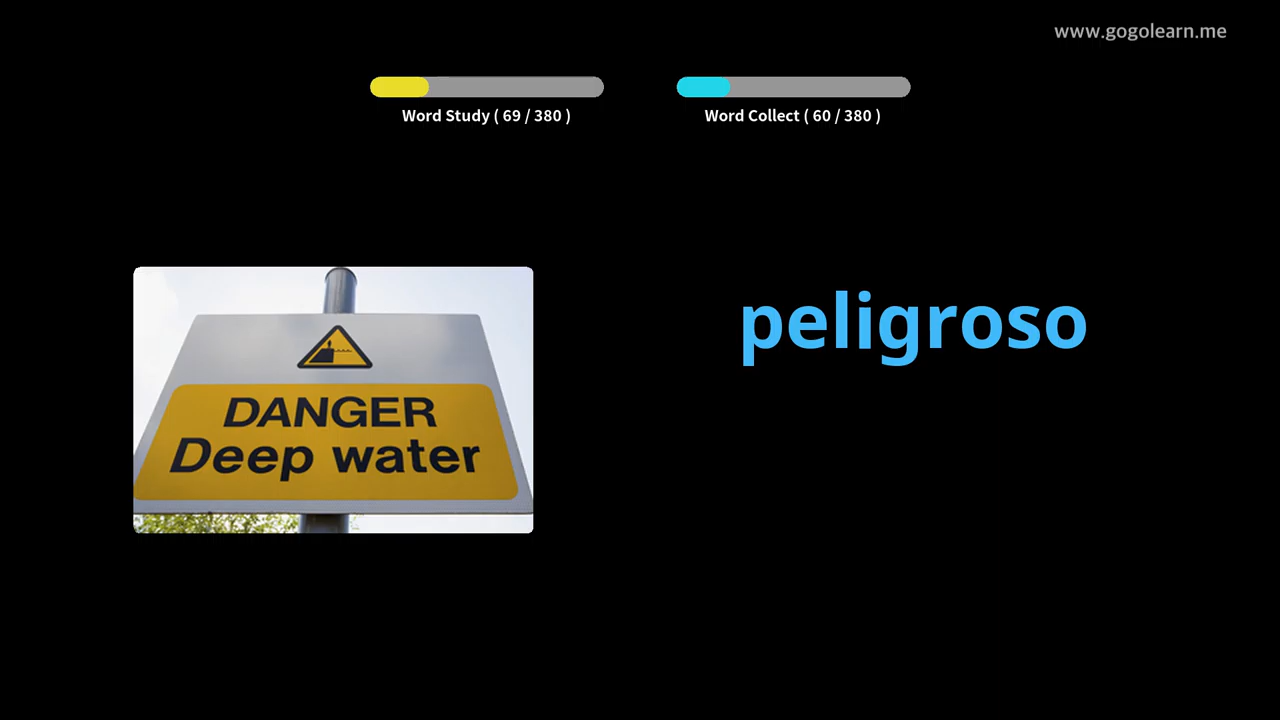 www.gogolearn.me
Word Study ( 69 / 380 )
Word Collect ( 60 / 380 )
peligroso
DANGER
Deep water